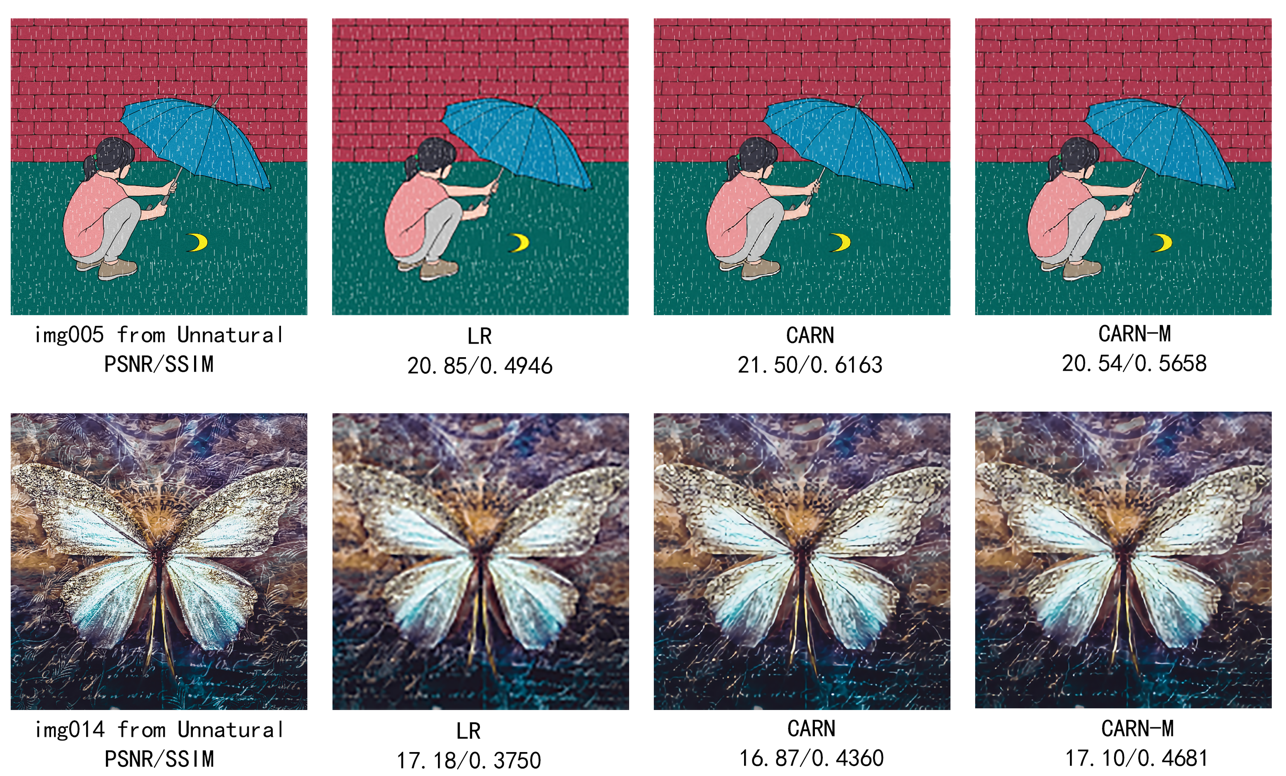 img005 from Unnatural
PSNR/SSIM
LR
20.85/0.4946
CARN
21.50/0.6163
CARN-M
20.54/0.5658
img014 from Unnatural
PSNR/SSIM
LR
17.18/0.3750
CARN
16.87/0.4360
CARN-M
17.10/0.4681